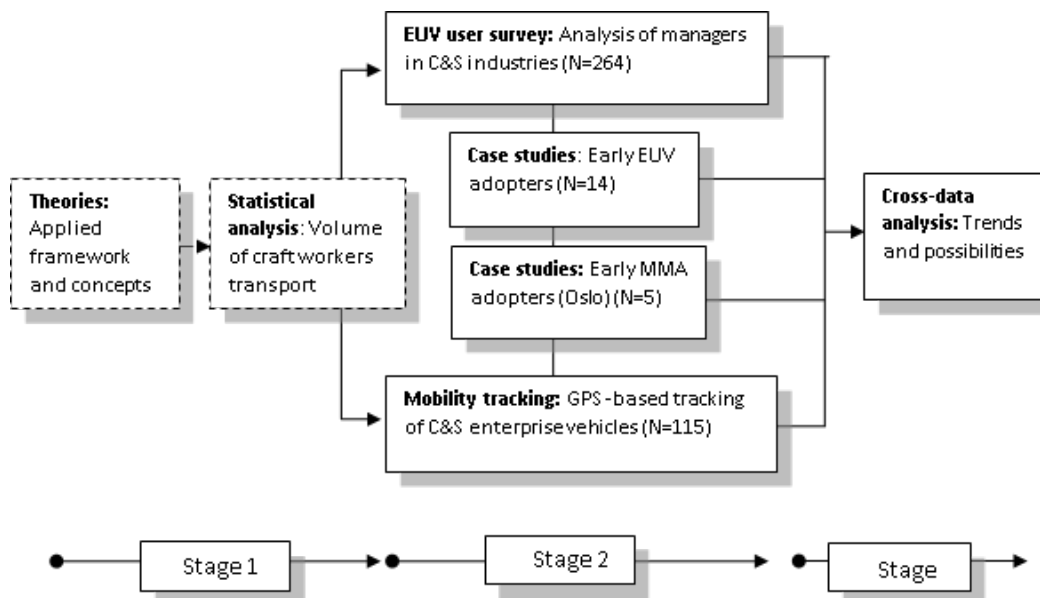 EUV user survey: Analysis of managers
in C&S industries (N=264)
Case studies: Early EUV
adopters (N=14)
Theories:
Applied
framework
and concepts
Statistical
analysis: Volume
of craft workers
transport
Cross-data
analysis: Trends
and possibilities
Case studies: Early MMA
adopters (Oslo) (N=5)
Mobility tracking: GPS-based tracking
of C&S enterprise vehicles (N=115)
Stage 1
Stage 2
Stage